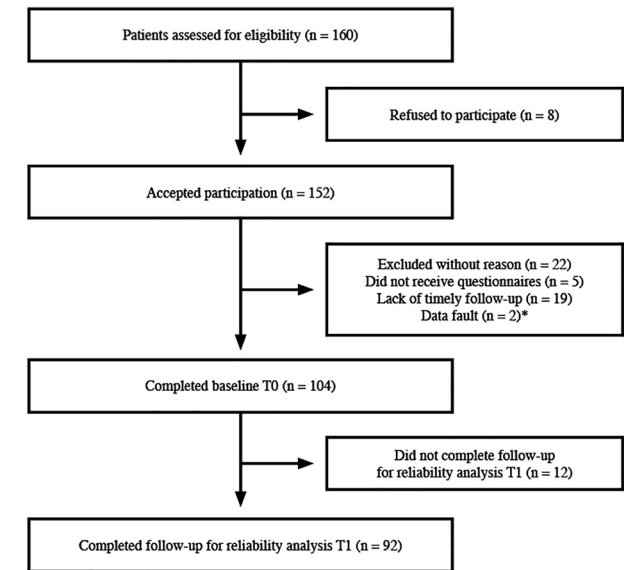 Patients assessed for eligibility (n = 160)
Refused to participate (n = 8)
Accepted participation (n = 152)
Excluded without reason (n = 22)
Did not receive questionnaires (n = 5)
Lack of timely follow-up (n = 19)
Data fault (n = 2)*
Completed baseline T0 (n = 104)
Did not complete follow-up
for reliability analysis T1 (n = 12)
Completed follow-up for reliability analysis T1 (n = 92)